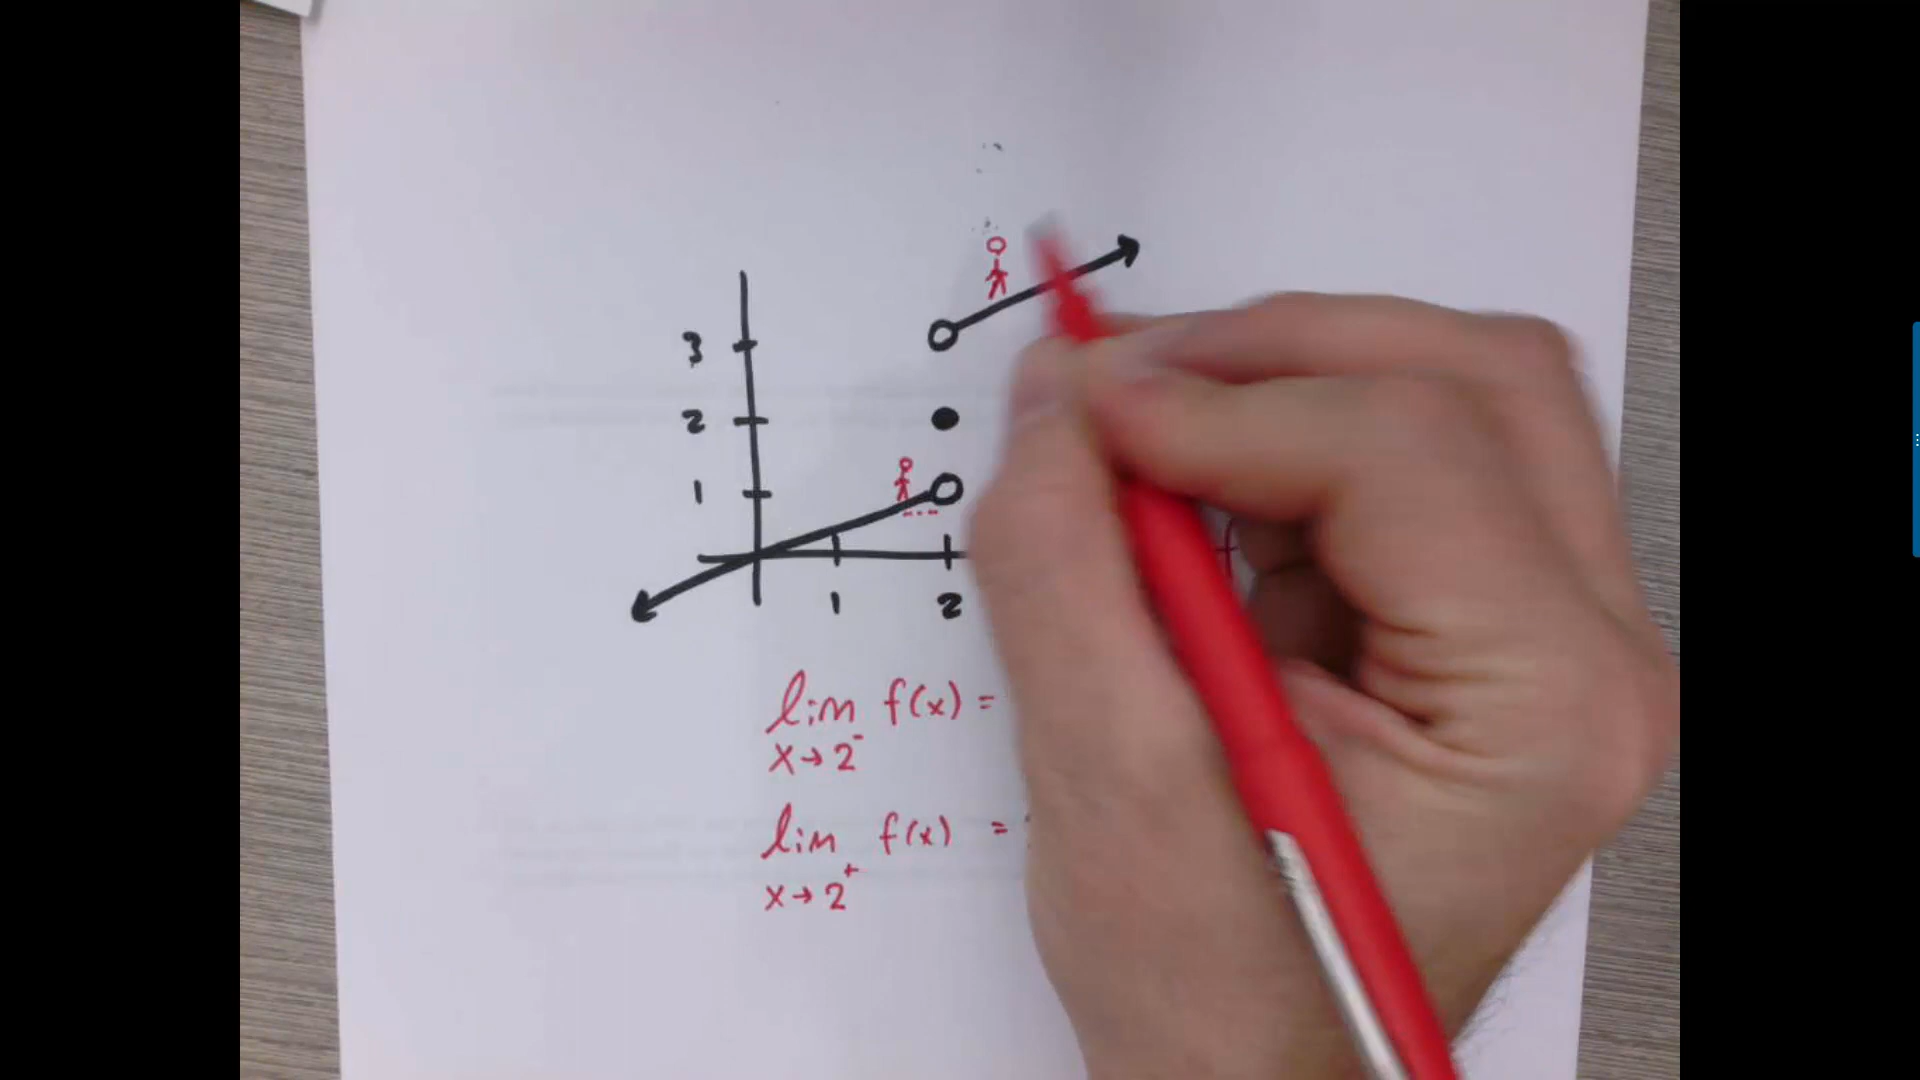 3
2
1
1 2
f
lim f(x) =
x→2⁻
lim f(x) =
x→2⁺